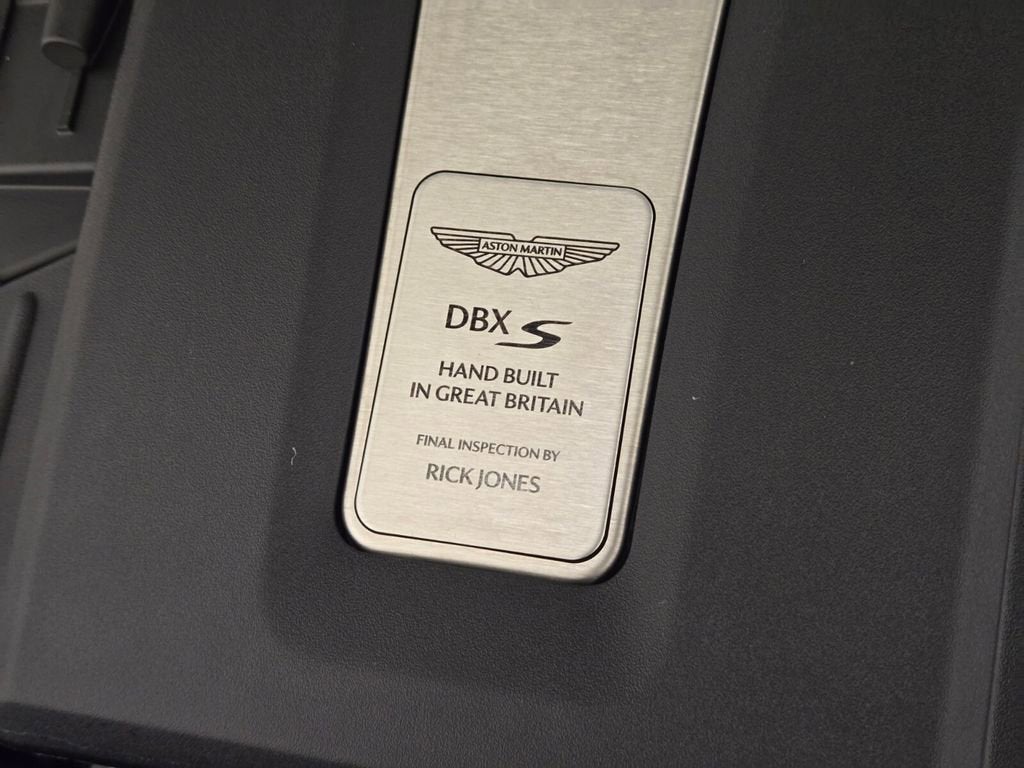 ASTON MARTIN
DBX S
HAND BUILT
IN GREAT BRITAIN
FINAL INSPECTION BY
RICK JONES